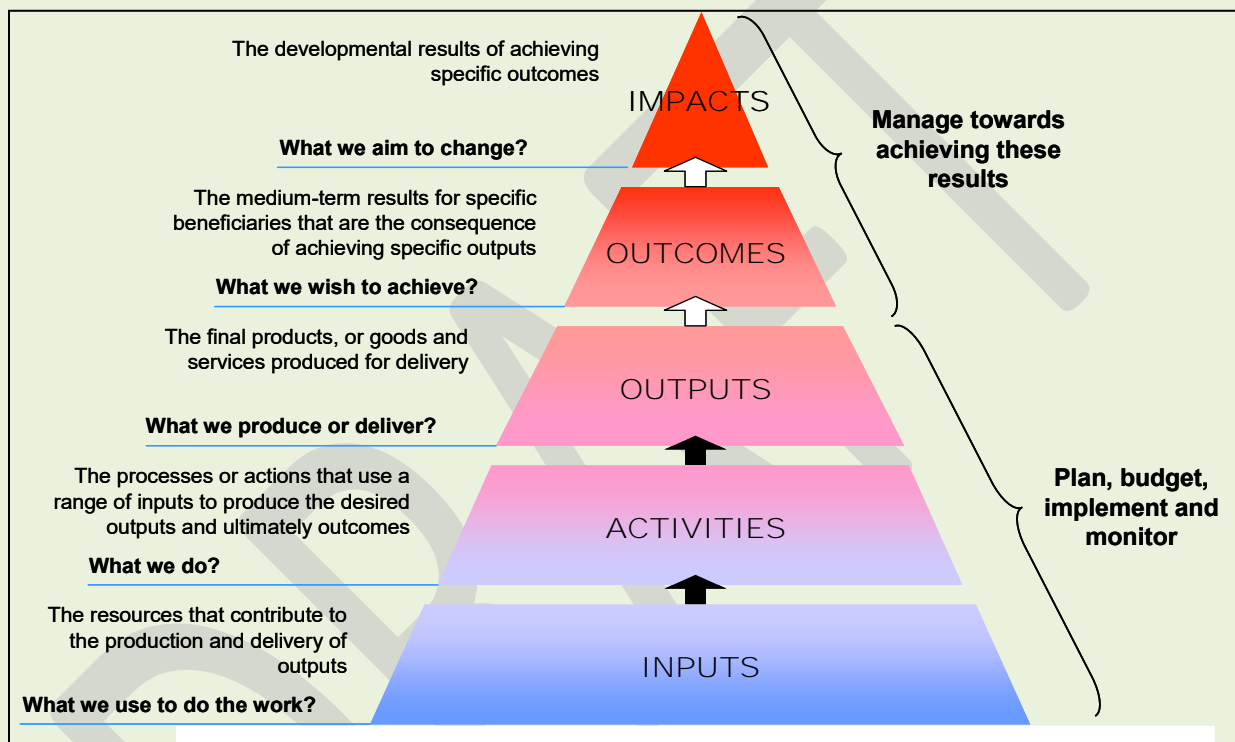 The developmental results of achieving
specific outcomes
IMPACTS
What we aim to change?
Manage towards
achieving these
results
The medium-term results for specific
beneficiaries that are the consequence
of achieving specific outputs
OUTCOMES
What we wish to achieve?
The final products, or goods and
services produced for delivery
OUTPUTS
What we produce or deliver?
The processes or actions that use a
range of inputs to produce the desired
outputs and ultimately outcomes
ACTIVITIES
What we do?
Plan, budget,
implement and
monitor
The resources that contribute to
the production and delivery of
outputs
INPUTS
What we use to do the work?
DRAFT